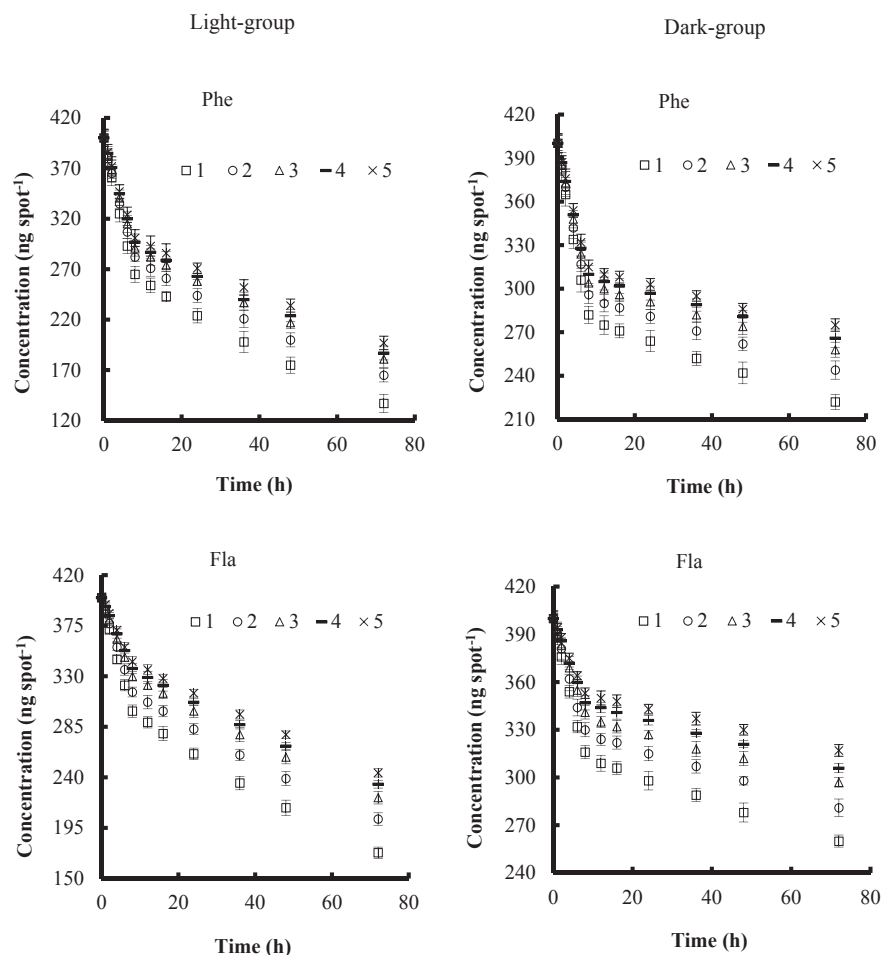 Light-group
Dark-group
Phe
420
370
320
270
220
170
120
□ 1 ○ 2 △ 3 − 4 × 5
0 20 40 60 80
Concentration (ng spot⁻¹)
Time (h)
Phe
420
390
360
330
300
270
240
210
□ 1 ○ 2 △ 3 − 4 × 5
0 20 40 60 80
Concentration (ng spot⁻¹)
Time (h)
Fla
420
375
330
285
240
195
150
□ 1 ○ 2 △ 3 − 4 × 5
0 20 40 60 80
Concentration (ng spot⁻¹)
Time (h)
Fla
420
390
360
330
300
270
240
□ 1 ○ 2 △ 3 − 4 × 5
0 20 40 60 80
Concentration (ng spot⁻¹)
Time (h)